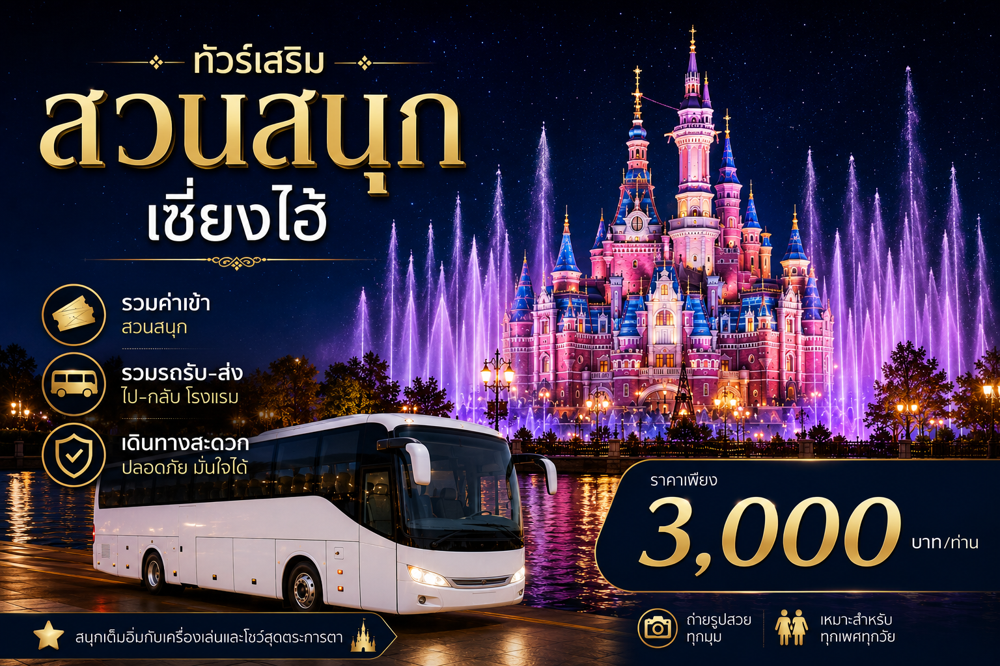 ทัวร์เสริม
สวนสนุก
เซี่ยงไฮ้
รวมค่าเข้า
สวนสนุก
รวมรถรับ-ส่ง
ไป-กลับ โรงแรม
เดินทางสะดวก
ปลอดภัย มั่นใจได้
ราคาเพียง
3,000 บาท/ท่าน
สนุกเต็มอิ่มกับเครื่องเล่นและโชว์สุดตระการตา
ถ่ายรูปสวย
ทุกมุม
เหมาะสำหรับ
ทุกเพศทุกวัย